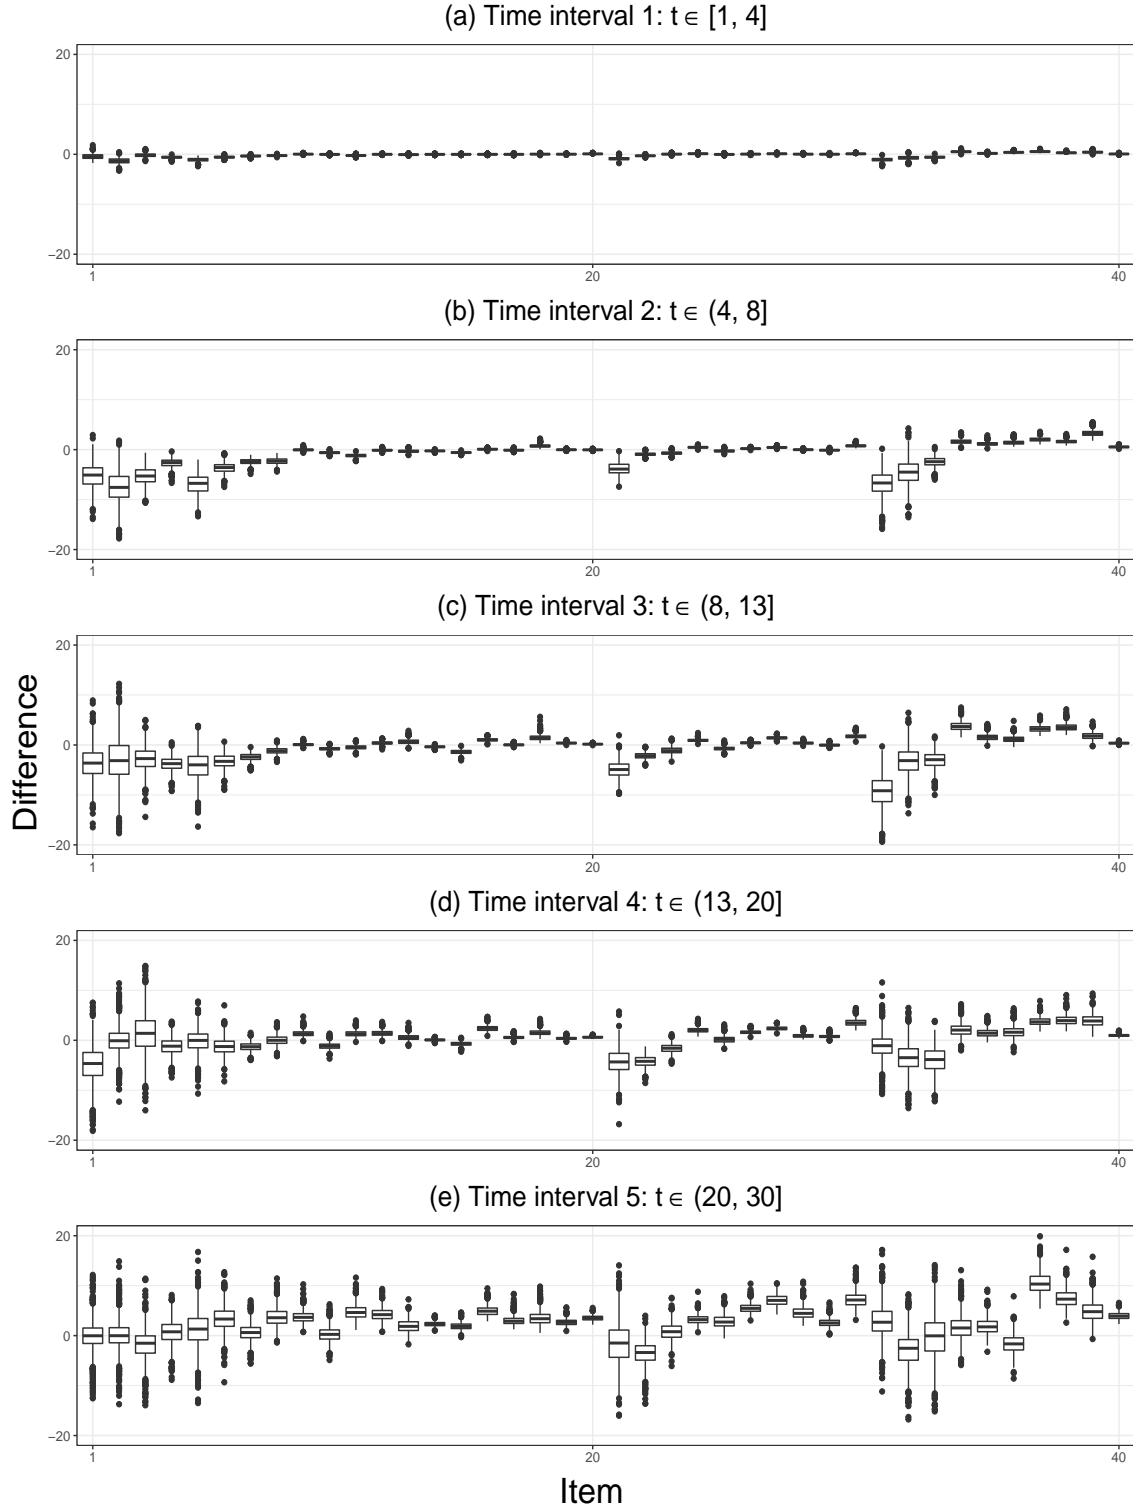 (a) Time interval 1: t ∈ [1, 4]
20
0
−20
1 20 40
(b) Time interval 2: t ∈ (4, 8]
20
0
−20
1 20 40
(c) Time interval 3: t ∈ (8, 13]
20
0
−20
1 20 40
(d) Time interval 4: t ∈ (13, 20]
20
0
−20
1 20 40
(e) Time interval 5: t ∈ (20, 30]
20
0
−20
1 20 40
Difference
Item